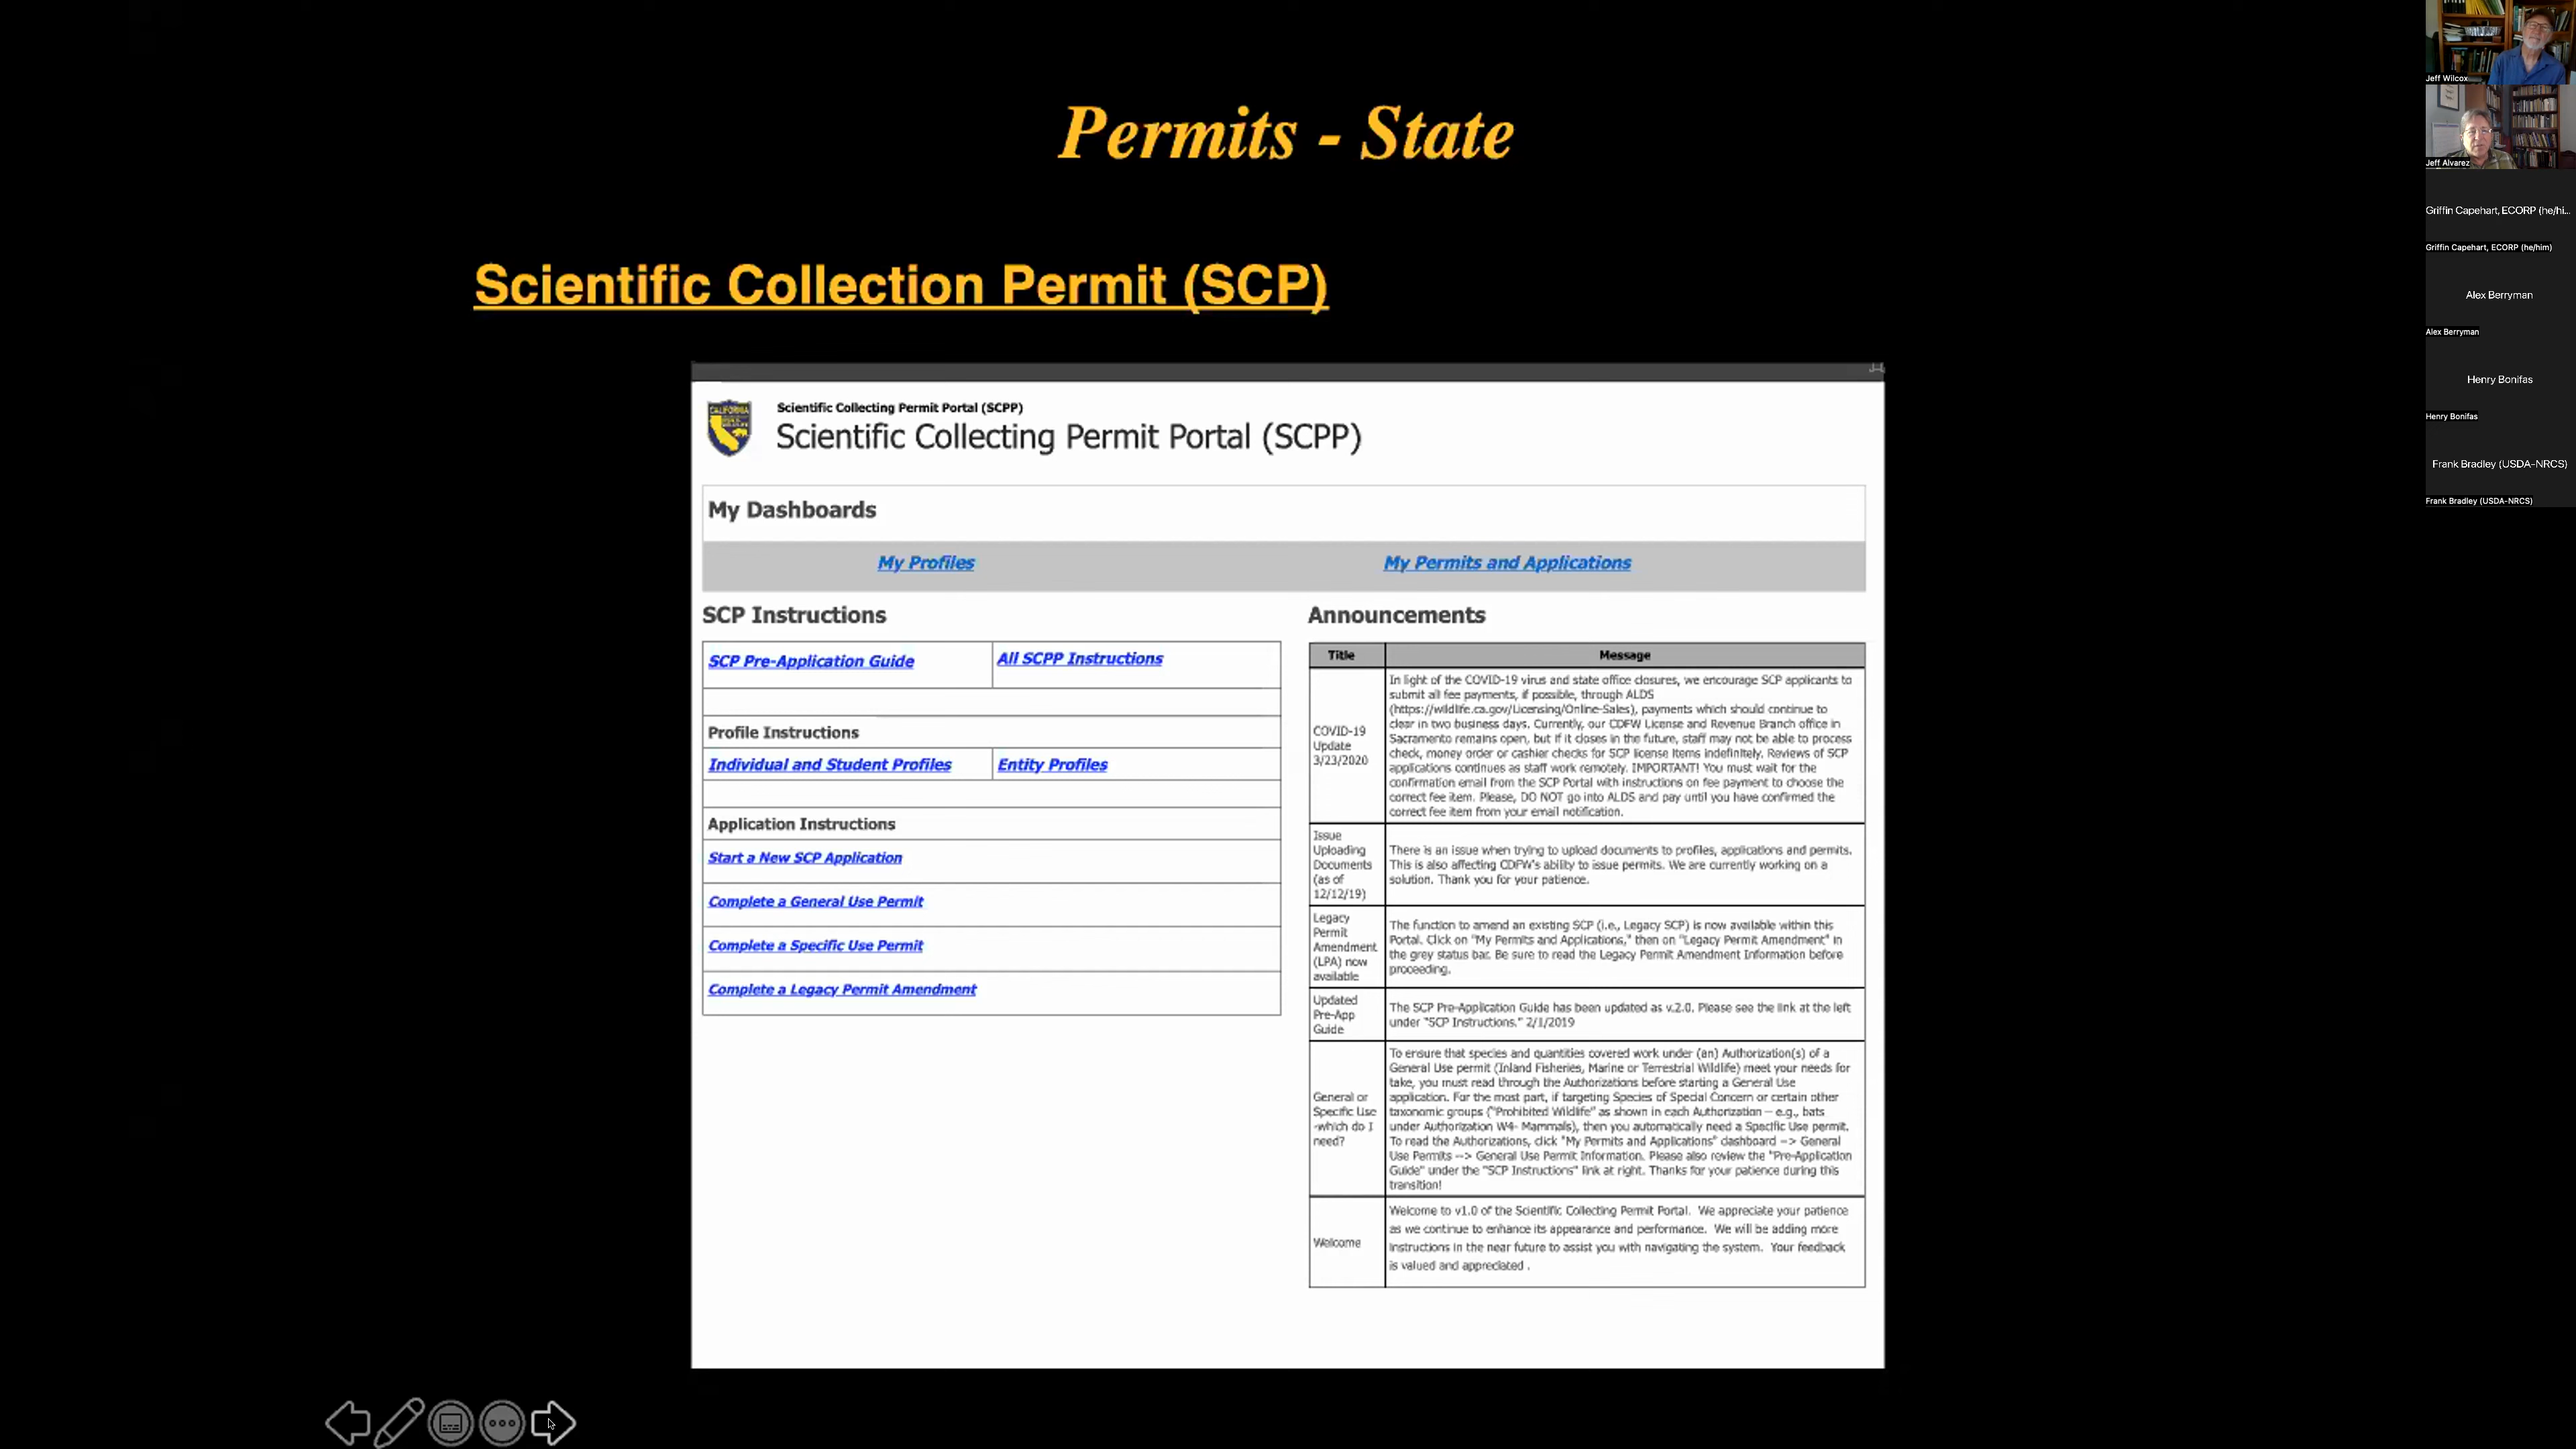 Permits - State
Scientific Collection Permit (SCP)
CALIFORNIA
Scientific Collecting Permit Portal (SCPP)
Scientific Collecting Permit Portal (SCPP)
My Dashboards
My Profiles
My Permits and Applications
SCP Instructions
SCP Pre-Application Guide
All SCPP Instructions
Profile Instructions
Individual and Student Profiles
Entity Profiles
Application Instructions
Start a New SCP Application
Complete a General Use Permit
Complete a Specific Use Permit
Complete a Legacy Permit Amendment
Announcements
Title
Message
COVID-19
Update
3/23/2020
In light of the COVID-19 virus and state office closures, we encourage SCP applicants to
submit all fee payments, if possible, through ALDS
(https://wildlife.ca.gov/Licensing/Online-Sales), payments which should continue to
clear in two business days. Currently, our CDFW License and Revenue Branch office in
Sacramento remains open, but if it closes in the future, staff may not be able to process
check, money order or cashier checks for SCP license items indefinitely. Reviews of SCP
applications continues as staff work remotely. IMPORTANT! You must wait for the
confirmation email from the SCP Portal with instructions on fee payment to choose the
correct fee item. Please, DO NOT go into ALDS and pay until you have confirmed the
correct fee item from your email notification.
Issue
Uploading
Documents
(as of
12/12/19)
There is an issue when trying to upload documents to profiles, applications and permits.
This is also affecting CDFW's ability to issue permits. We are currently working on a
solution. Thank you for your patience.
Legacy
Permit
Amendment
(LPA) now
available
The function to amend an existing SCP (i.e., Legacy SCP) is now available within this
Portal. Click on "My Permits and Applications," then on "Legacy Permit Amendment" in
the grey status bar. Be sure to read the Legacy Permit Amendment Information before
proceeding.
Updated
Pre-App
Guide
The SCP Pre-Application Guide has been updated as v.2.0. Please see the link at the left
under "SCP Instructions." 2/1/2019
General or
Specific Use
-which do I
need?
To ensure that species and quantities covered work under (an) Authorization(s) of a
General Use permit (Inland Fisheries, Marine or Terrestrial Wildlife) meet your needs for
take, you must read through the Authorizations before starting a General Use
application. For the most part, if targeting Species of Special Concern or certain other
taxonomic groups ("Prohibited Wildlife" as shown in each Authorization – e.g., bats
under Authorization W4- Mammals), then you automatically need a Specific Use permit.
To read the Authorizations, click "My Permits and Applications" dashboard --> General
Use Permits --> General Use Permit Information. Please also review the "Pre-Application
Guide" under the "SCP Instructions" link at right. Thanks for your patience during this
transition!
Welcome
Welcome to v1.0 of the Scientific Collecting Permit Portal. We appreciate your patience
as we continue to enhance its appearance and performance. We will be adding more
instructions in the near future to assist you with navigating the system. Your feedback
is valued and appreciated .
Jeff Wilcox
Jeff Alvarez
Griffin Capehart, ECORP (he/hi...
Griffin Capehart, ECORP (he/him)
Alex Berryman
Alex Berryman
Henry Bonifas
Henry Bonifas
Frank Bradley (USDA-NRCS)
Frank Bradley (USDA-NRCS)